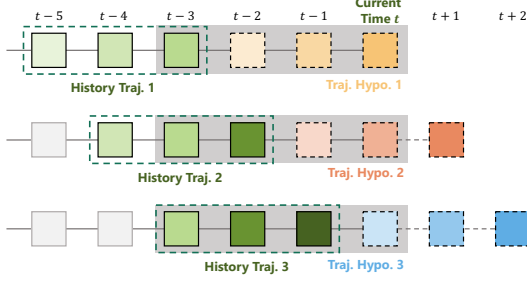 Current
t − 5 t − 4 t − 3 t − 2 t − 1 Time t t + 1 t + 2
History Traj. 1 Traj. Hypo. 1
History Traj. 2 Traj. Hypo. 2
History Traj. 3 Traj. Hypo. 3